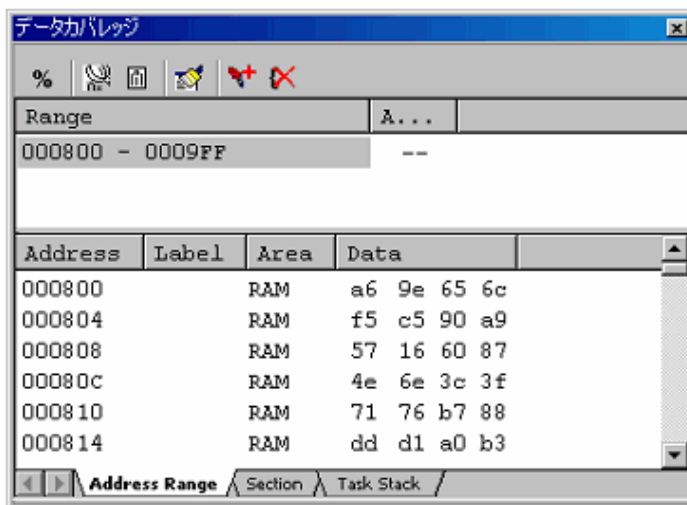 データカバレッジ
%
Range A...
000800 - 0009FF --
Address Label Area Data
000800 RAM a6 9e 65 6c
000804 RAM f5 c5 90 a9
000808 RAM 57 16 60 87
00080C RAM 4e 6e 3c 3f
000810 RAM 71 76 b7 88
000814 RAM dd d1 a0 b3
Address Range Section Task Stack